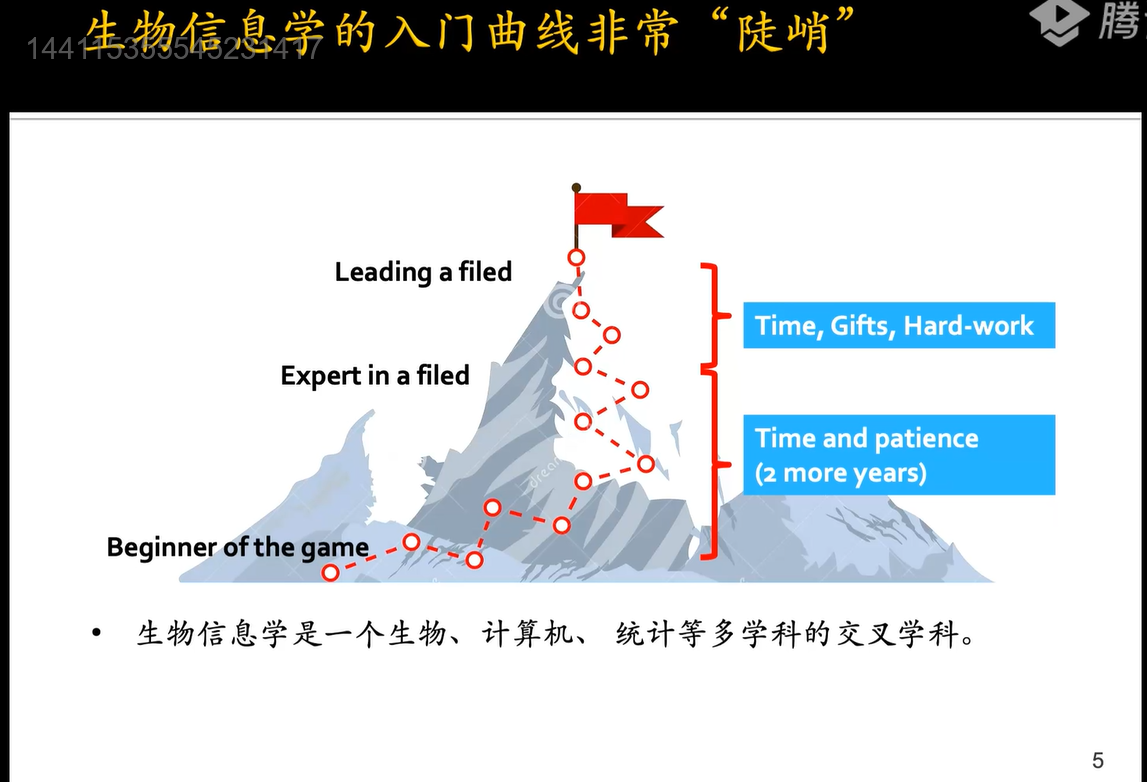 生物信息学的入门曲线非常“陡峭”
144115355545231417
腾
Leading a filed
Time, Gifts, Hard-work
Expert in a filed
Time and patience
(2 more years)
dream
Beginner of the game
• 生物信息学是一个生物、计算机、 统计等多学科的交叉学科。
5